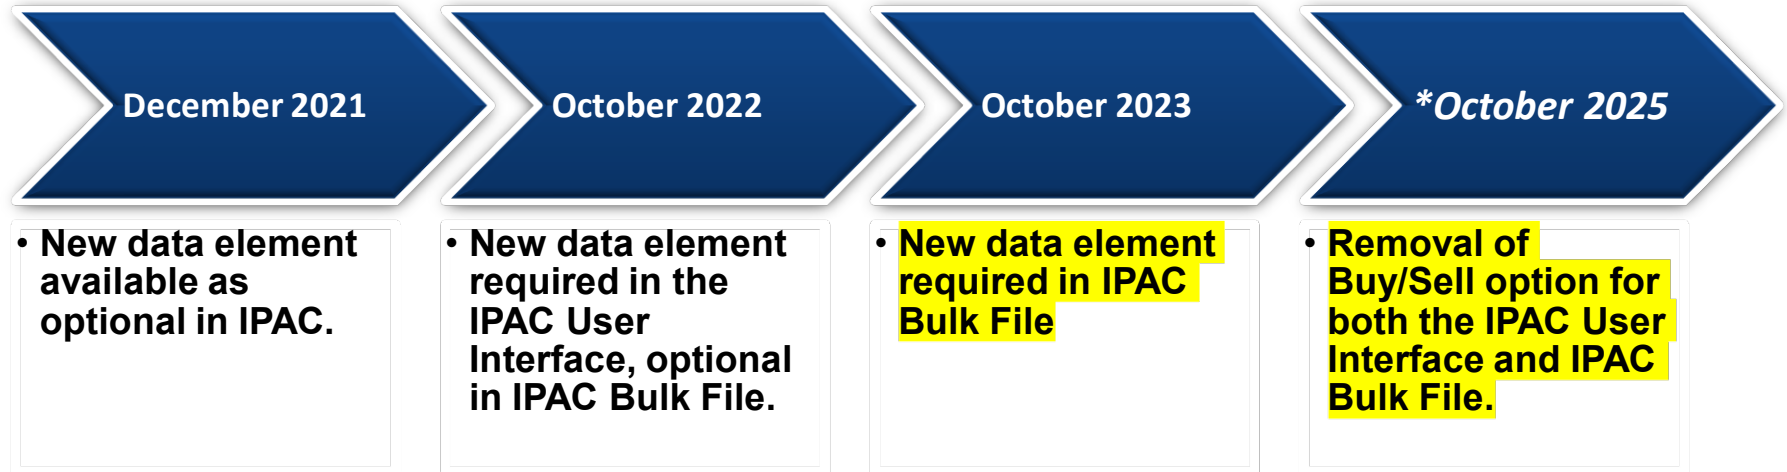 December 2021
October 2022
October 2023
*October 2025
• New data element
available as
optional in IPAC.
• New data element
required in the
IPAC User
Interface, optional
in IPAC Bulk File.
• New data element
required in IPAC
Bulk File
• Removal of
Buy/Sell option for
both the IPAC User
Interface and IPAC
Bulk File.